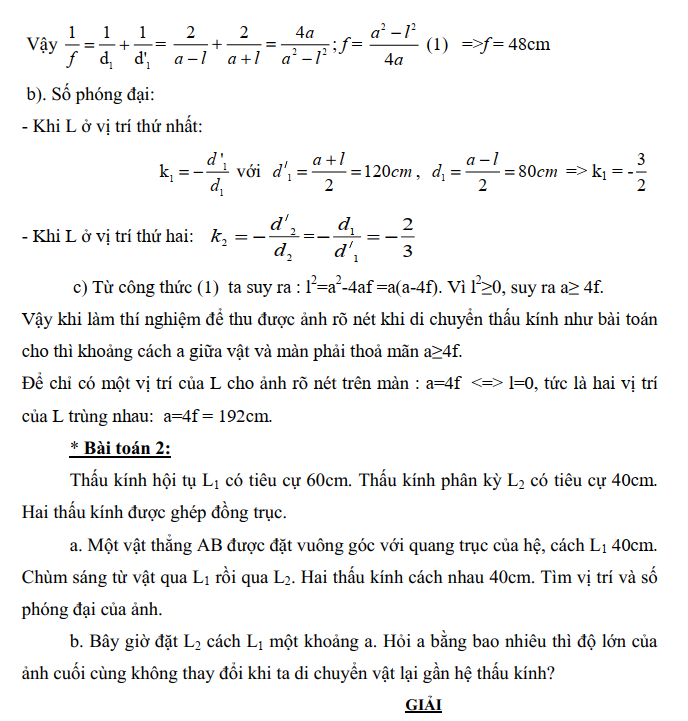 Vậy 1/f = 1/d₁ + 1/d'₁ = 2/(a−l) + 2/(a+l) = 4a/(a²−l²); f = (a²−l²)/4a (1) =>f = 48cm
b). Số phóng đại:
- Khi L ở vị trí thứ nhất:
k₁ = −d'₁/d₁ với d'₁ = (a+l)/2 = 120cm , d₁ = (a−l)/2 = 80cm => k₁ = -3/2
- Khi L ở vị trí thứ hai: k₂ = −d'₂/d₂ = −d₁/d'₁ = −2/3
c) Từ công thức (1) ta suy ra : l²=a²-4af =a(a-4f). Vì l²≥0, suy ra a≥ 4f.
Vậy khi làm thí nghiệm để thu được ảnh rõ nét khi di chuyển thấu kính như bài toán
cho thì khoảng cách a giữa vật và màn phải thoả mãn a≥4f.
Để chỉ có một vị trí của L cho ảnh rõ nét trên màn : a=4f <=> l=0, tức là hai vị trí
của L trùng nhau: a=4f = 192cm.
* Bài toán 2:
Thấu kính hội tụ L₁ có tiêu cự 60cm. Thấu kính phân kỳ L₂ có tiêu cự 40cm.
Hai thấu kính được ghép đồng trục.
a. Một vật thẳng AB được đặt vuông góc với quang trục của hệ, cách L₁ 40cm.
Chùm sáng từ vật qua L₁ rồi qua L₂. Hai thấu kính cách nhau 40cm. Tìm vị trí và số
phóng đại của ảnh.
b. Bây giờ đặt L₂ cách L₁ một khoảng a. Hỏi a bằng bao nhiêu thì độ lớn của
ảnh cuối cùng không thay đổi khi ta di chuyển vật lại gần hệ thấu kính?
GIẢI